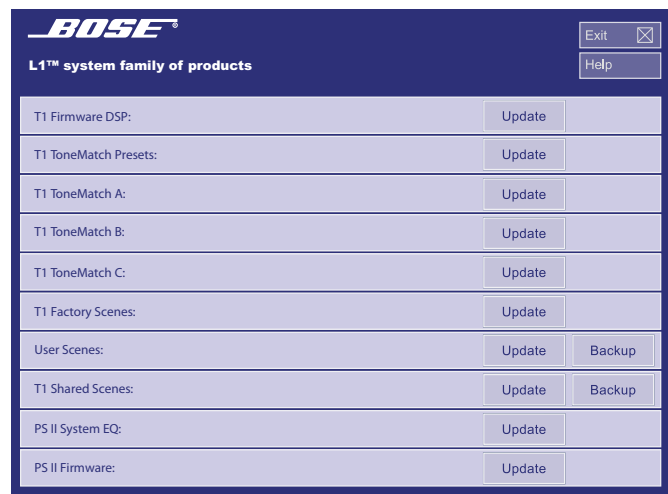 BOSE®
Exit
L1™ system family of products
Help
T1 Firmware DSP: Update
T1 ToneMatch Presets: Update
T1 ToneMatch A: Update
T1 ToneMatch B: Update
T1 ToneMatch C: Update
T1 Factory Scenes: Update
User Scenes: Update Backup
T1 Shared Scenes: Update Backup
PS II System EQ: Update
PS II Firmware: Update